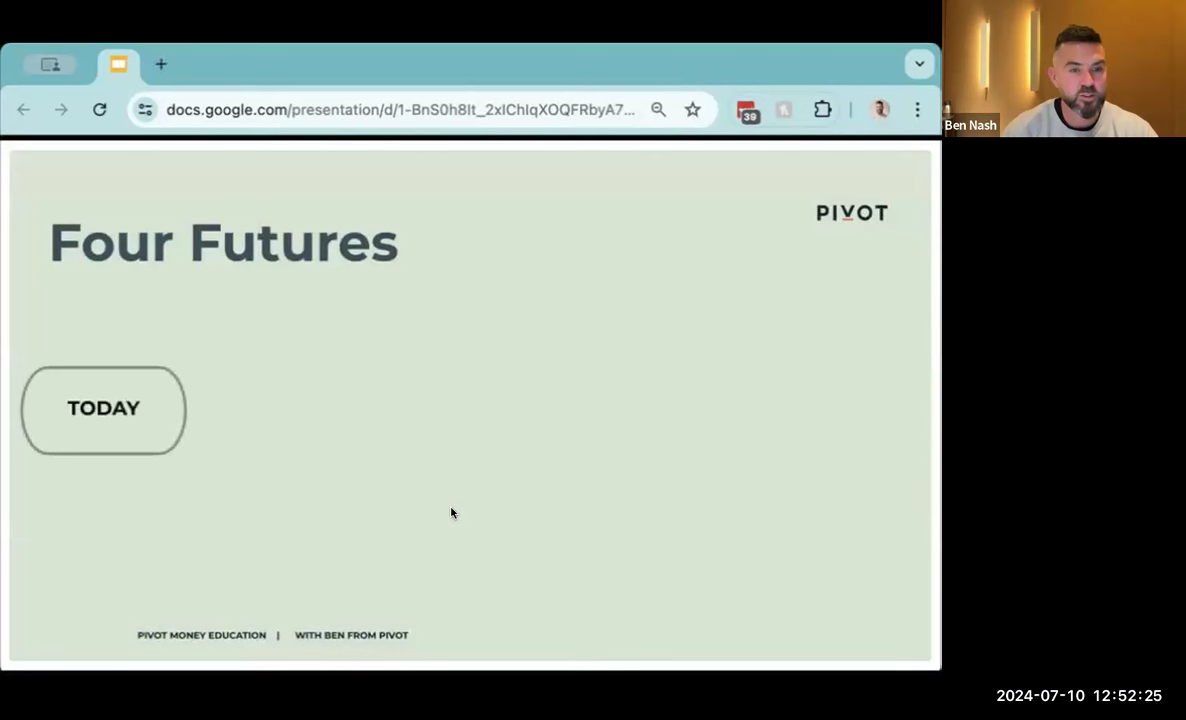 docs.google.com/presentation/d/1-BnS0h8It_2xIChIqXOQFRbyA7...
39
Ben Nash
PIVOT
Four Futures
TODAY
PIVOT MONEY EDUCATION | WITH BEN FROM PIVOT
2024-07-10 12:52:25